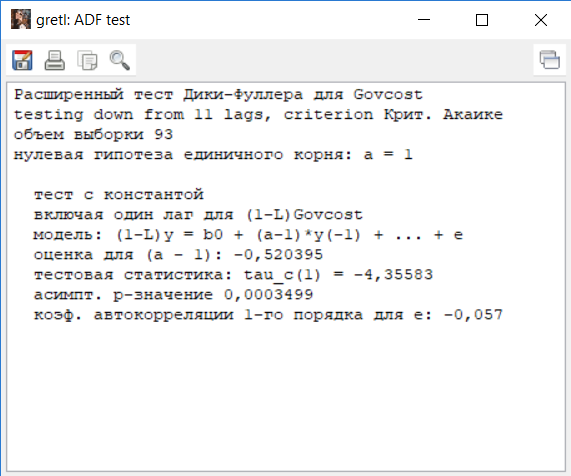 gretl: ADF test
Расширенный тест Дики-Фуллера для Govcost
testing down from 11 lags, criterion Крит. Акаике
объем выборки 93
нулевая гипотеза единичного корня: a = 1
тест с константой
включая один лаг для (1-L)Govcost
модель: (1-L)y = b0 + (a-1)*y(-1) + ... + e
оценка для (a - 1): -0,520395
тестовая статистика: tau_c(1) = -4,35583
асимпт. p-значение 0,0003499
коэф. автокорреляции 1-го порядка для e: -0,057